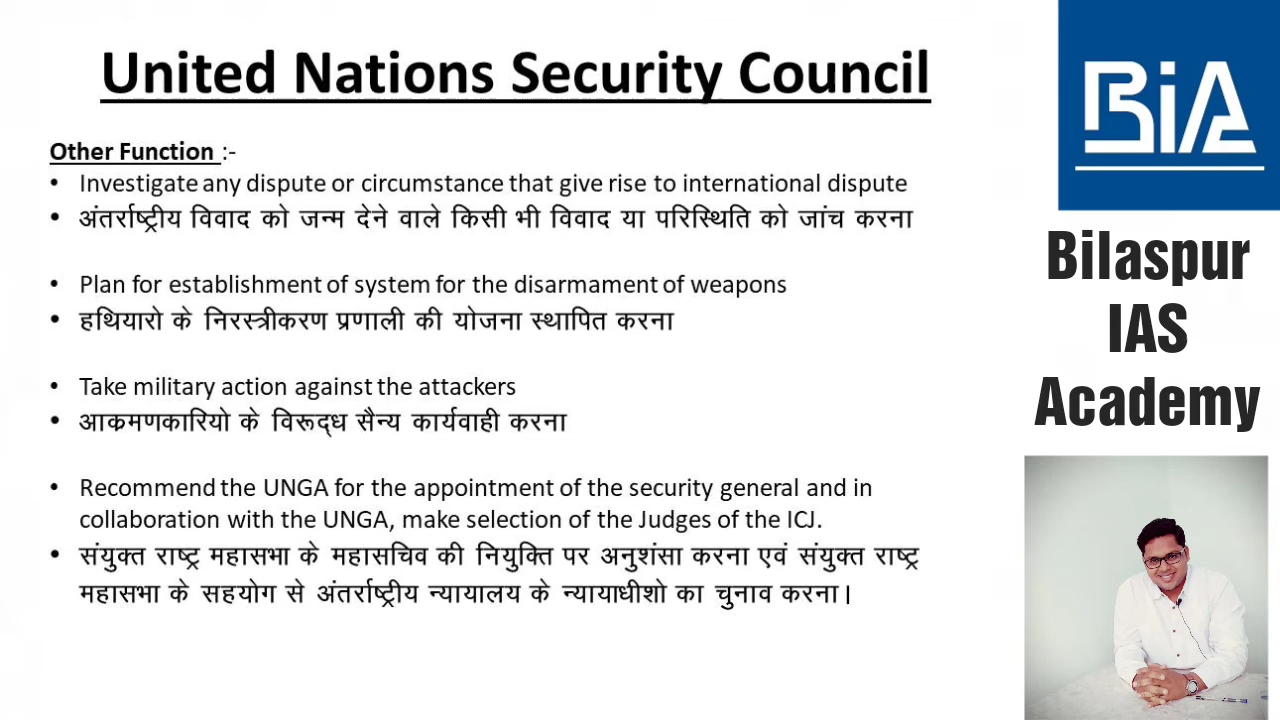 United Nations Security Council
Other Function :-
• Investigate any dispute or circumstance that give rise to international dispute
• अंतर्राष्ट्रीय विवाद को जन्म देने वाले किसी भी विवाद या परिस्थिति को जांच करना
• Plan for establishment of system for the disarmament of weapons
• हथियारो के निरस्त्रीकरण प्रणाली की योजना स्थापित करना
• Take military action against the attackers
• आकमणकारियो के विरूद्ध सैन्य कार्यवाही करना
• Recommend the UNGA for the appointment of the security general and in
collaboration with the UNGA, make selection of the Judges of the ICJ.
• संयुक्त राष्ट्र महासभा के महासचिव की नियुक्ति पर अनुशंसा करना एवं संयुक्त राष्ट्र
महासभा के सहयोग से अंतर्राष्ट्रीय न्यायालय के न्यायाधीशो का चुनाव करना।
BiA
Bilaspur
IAS
Academy